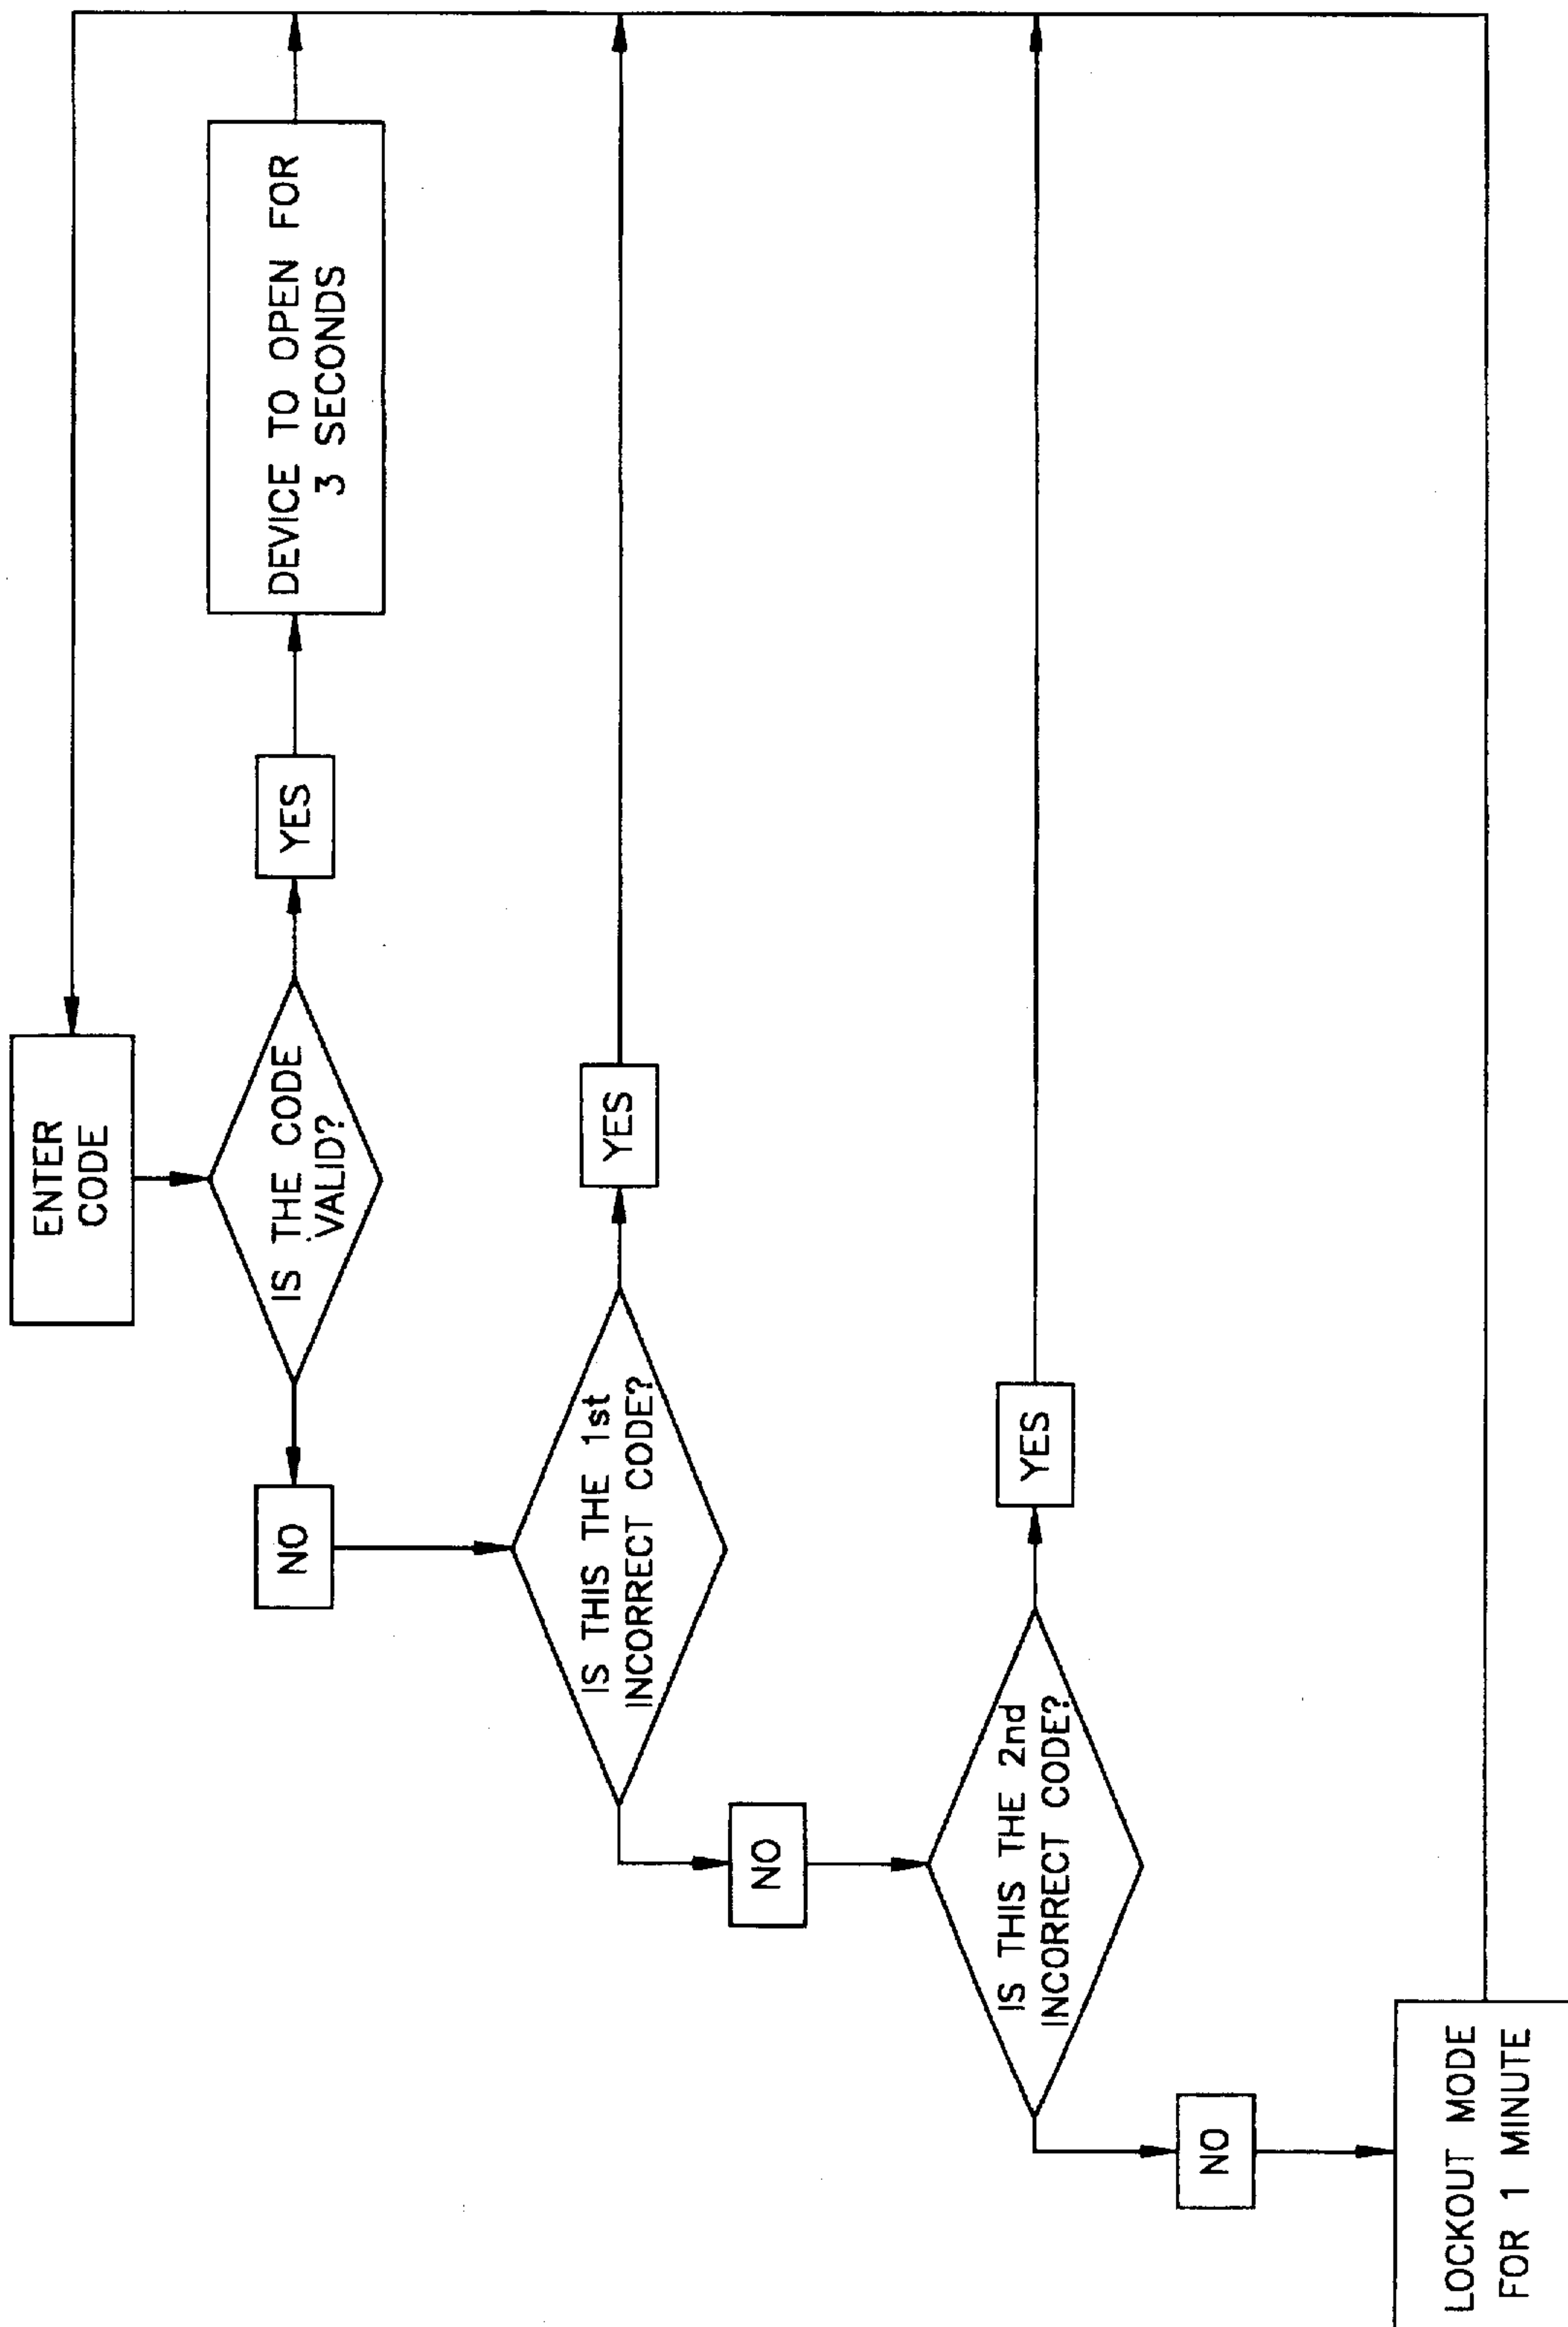 ENTER
CODE
IS THE CODE
VALID?
YES
DEVICE TO OPEN FOR
3 SECONDS
NO
IS THIS THE 1st
INCORRECT CODE?
YES
NO
IS THIS THE 2nd
INCORRECT CODE?
YES
NO
LOCKOUT MODE
FOR 1 MINUTE